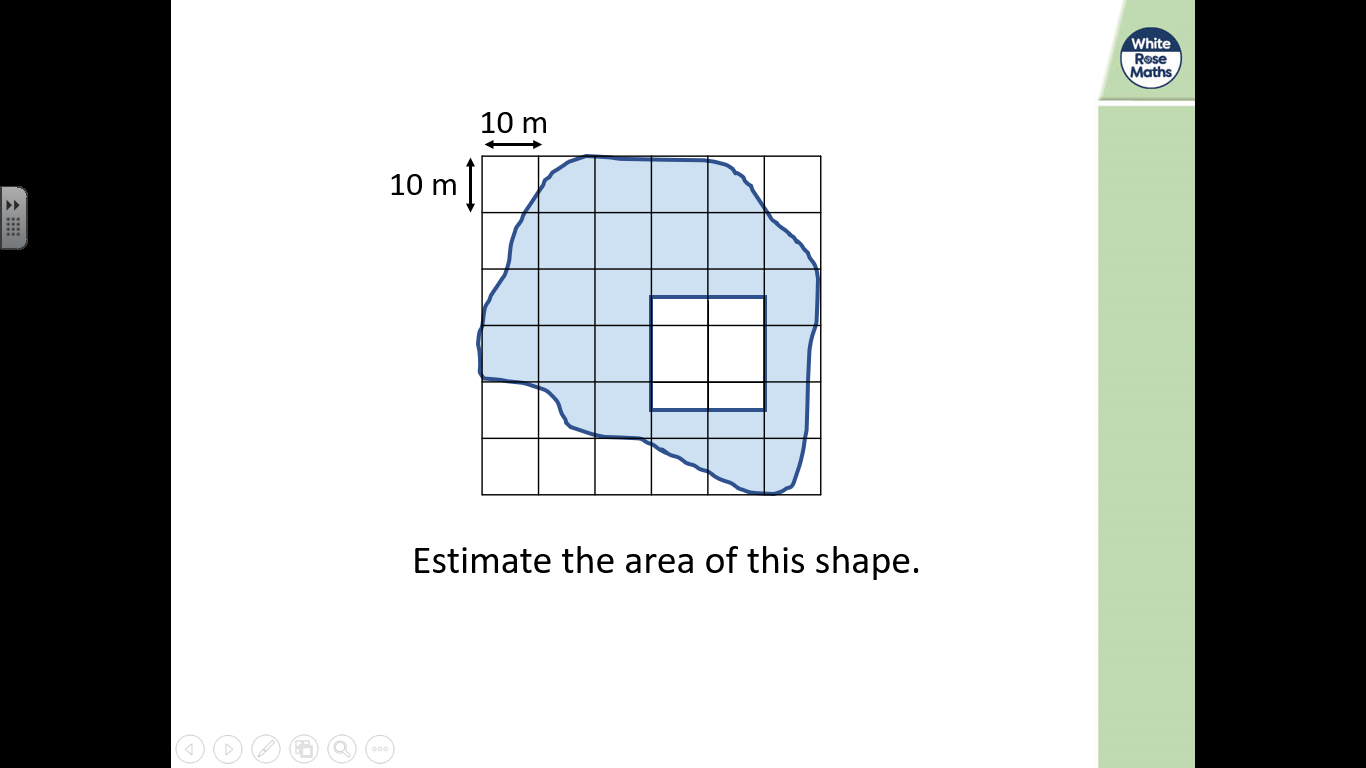 White
Rose
Maths
10 m
10 m
Estimate the area of this shape.